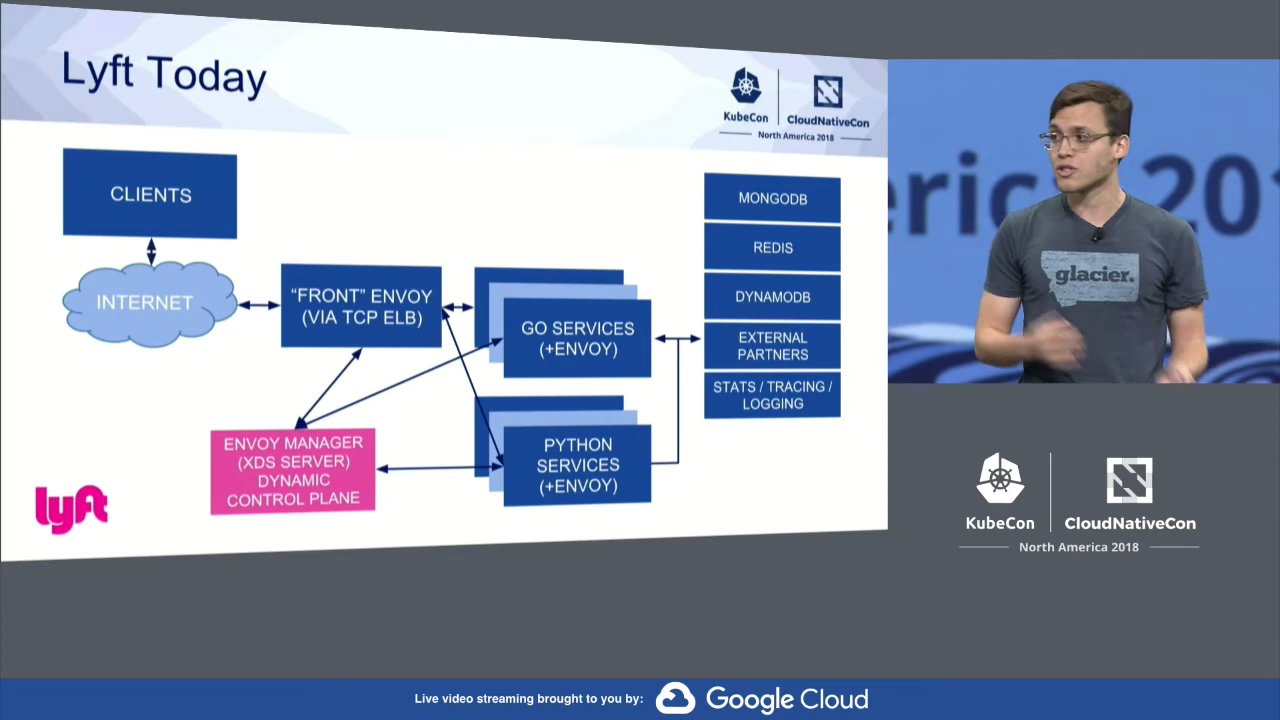 Lyft Today
KubeCon
CloudNativeCon
North America 2018
CLIENTS
INTERNET
“FRONT” ENVOY
(VIA TCP ELB)
GO SERVICES
(+ENVOY)
PYTHON
SERVICES
(+ENVOY)
ENVOY MANAGER
(XDS SERVER)
DYNAMIC
CONTROL PLANE
MONGODB
REDIS
DYNAMODB
EXTERNAL
PARTNERS
STATS / TRACING /
LOGGING
lyft
glacier.
KubeCon
CloudNativeCon
North America 2018
Live video streaming brought to you by:
Google Cloud